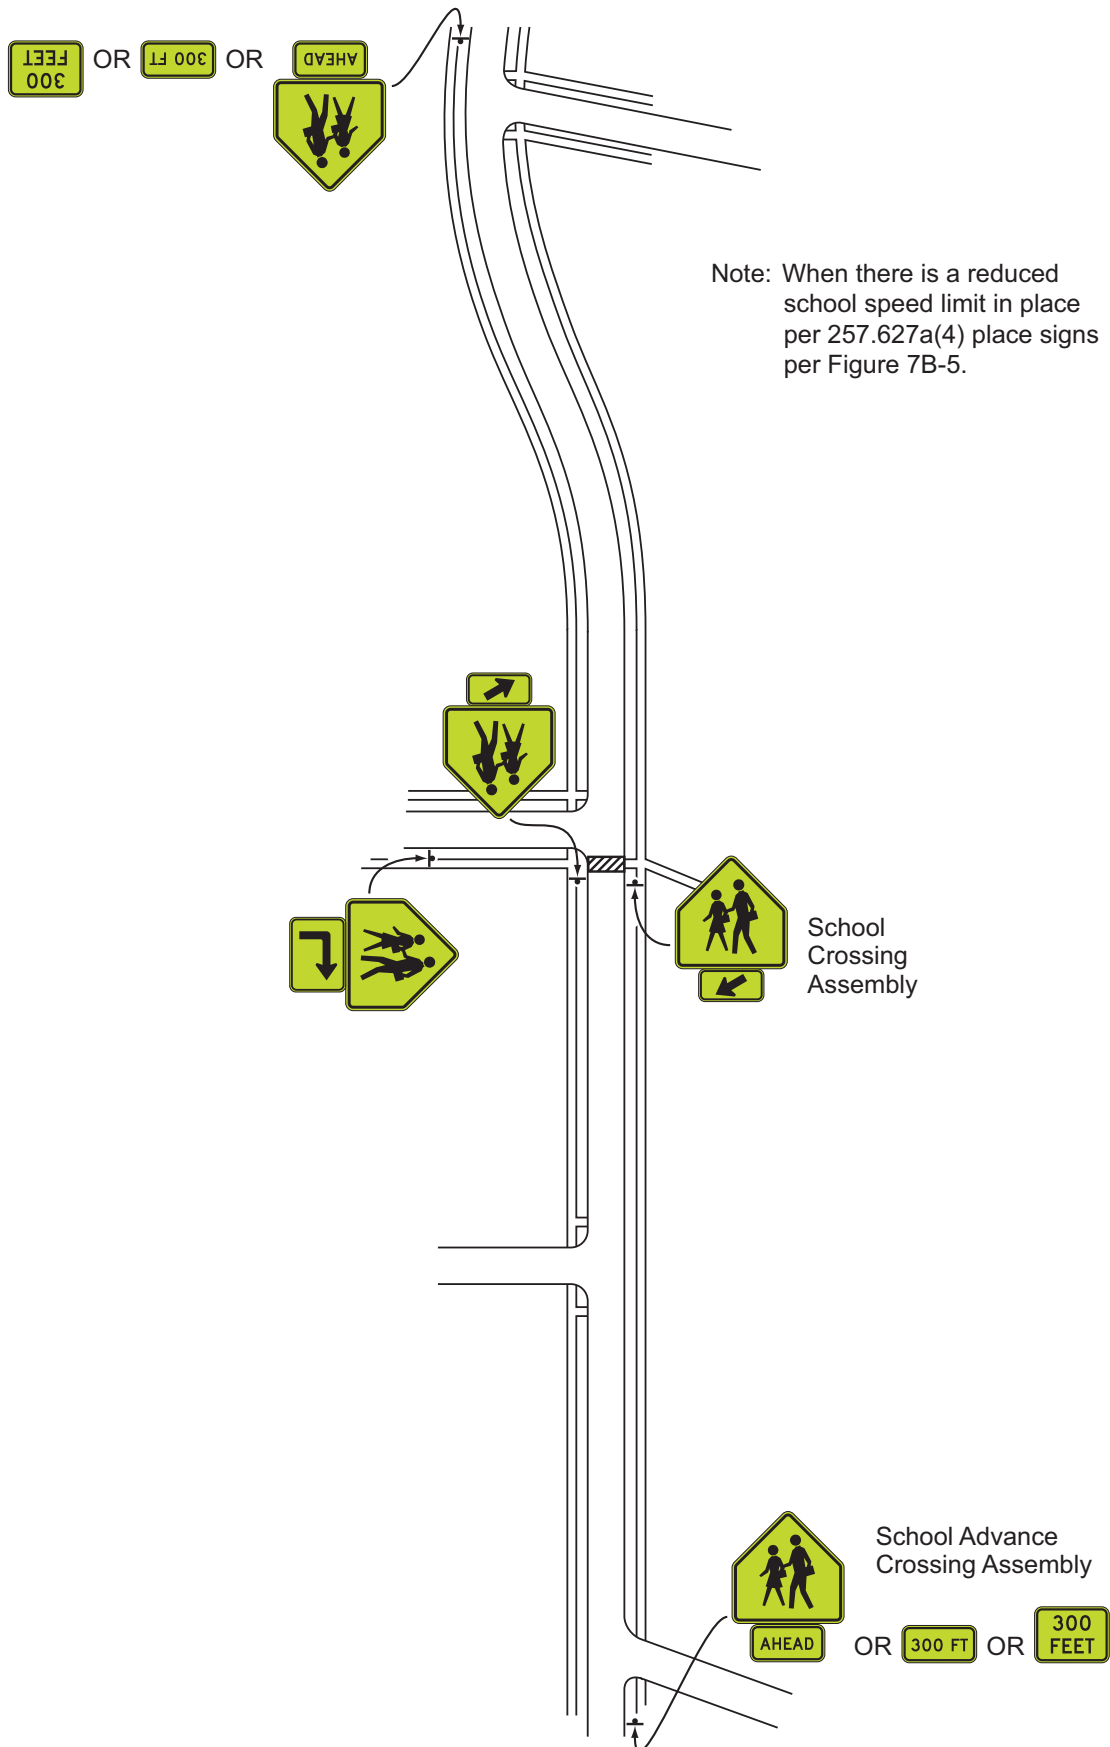 300
FEET
OR
300 FT
OR
AHEAD
Note: When there is a reduced
school speed limit in place
per 257.627a(4) place signs
per Figure 7B-5.
School
Crossing
Assembly
School Advance
Crossing Assembly
AHEAD
OR
300 FT
OR
300
FEET